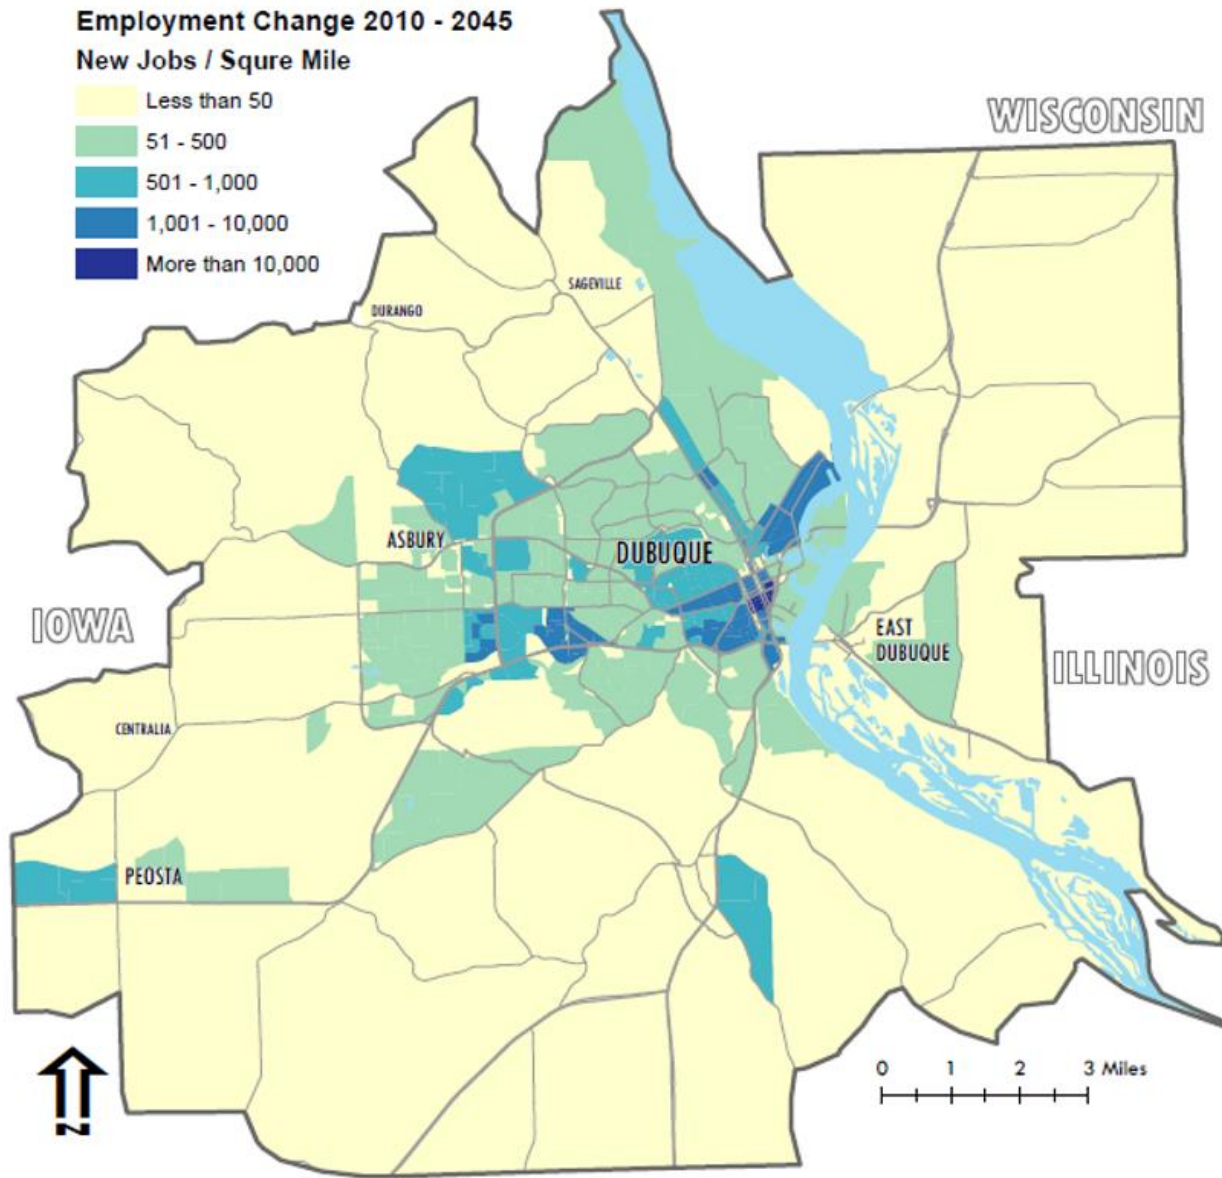 Employment Change 2010 - 2045
New Jobs / Squre Mile
Less than 50
51 - 500
501 - 1,000
1,001 - 10,000
More than 10,000
WISCONSIN
SAGEVILLE
DURANGO
ASBURY
DUBUQUE
IOWA
EAST
DUBUQUE
ILLINOIS
CENTRALIA
PEOSTA
0 1 2 3 Miles
N